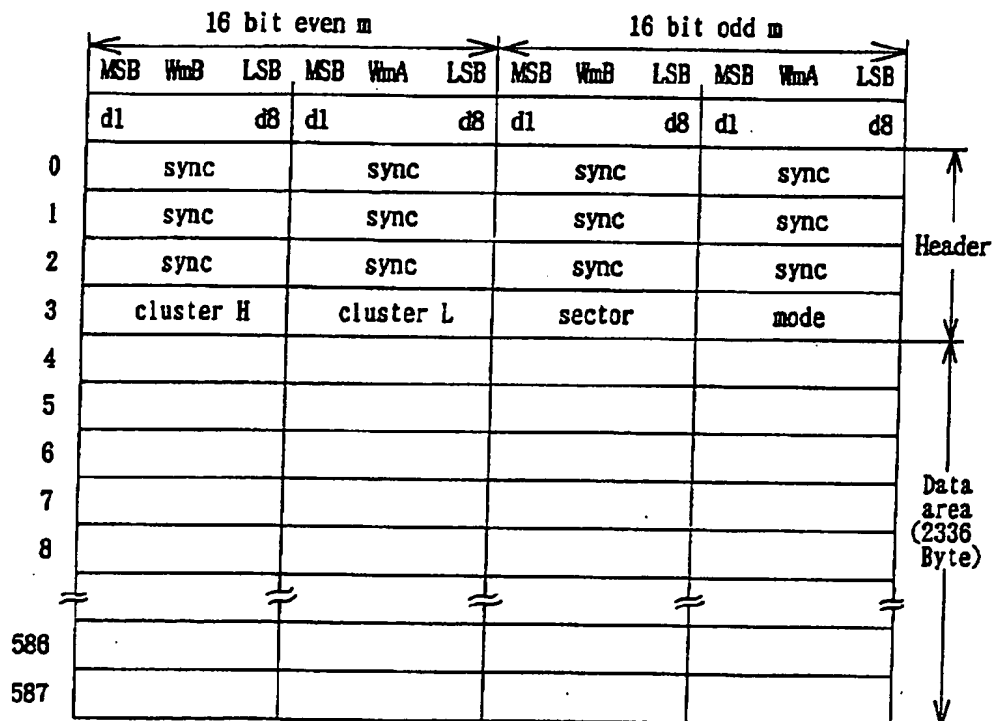 16 bit even m 16 bit odd m
MSB WmB LSB MSB WmA LSB MSB WmB LSB MSB WmA LSB
d1 d8 d1 d8 d1 d8 d1 d8
0 sync sync sync sync
1 sync sync sync sync
2 sync sync sync sync
Header
3 cluster H cluster L sector mode
4
5
6
7
8
Data
area
(2336
Byte)
586
587